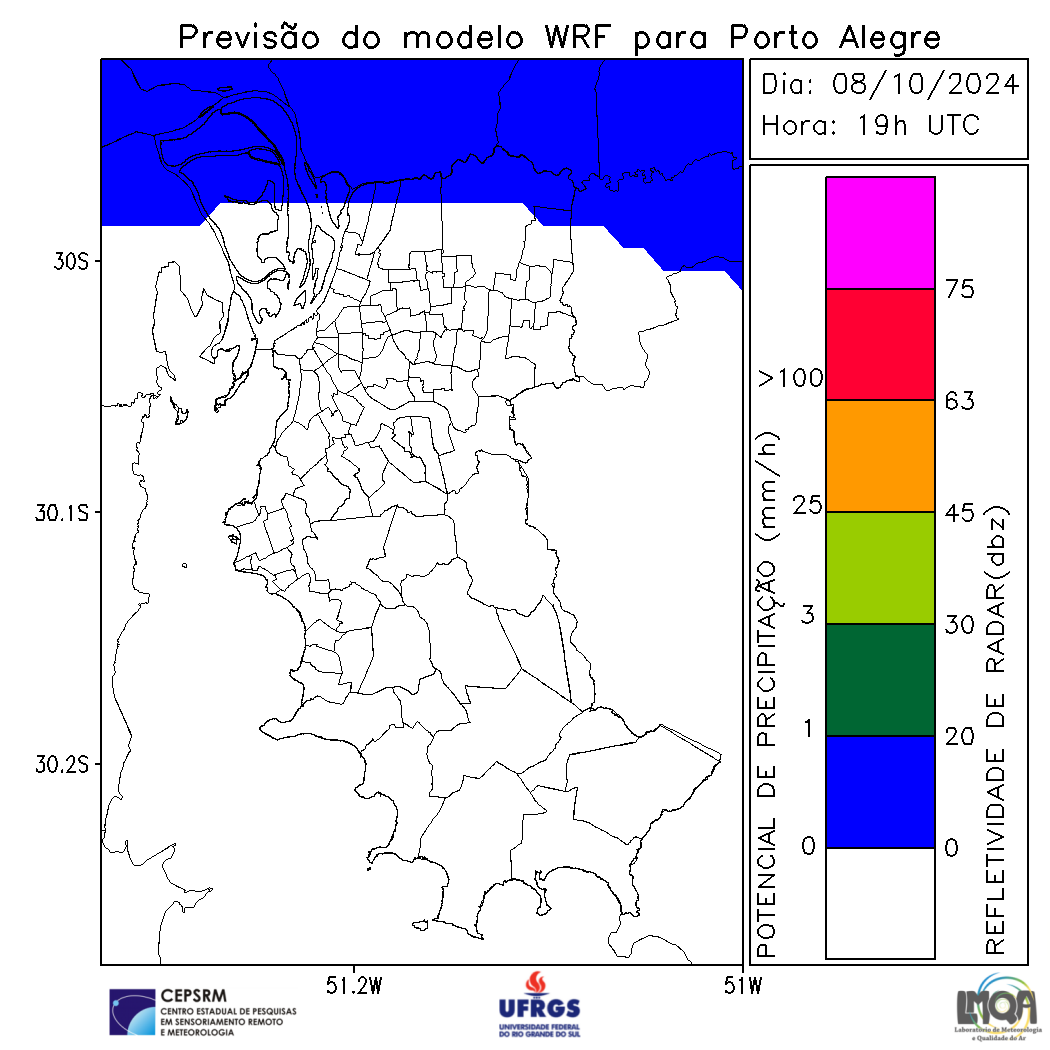 Previsão do modelo WRF para Porto Alegre
Dia: 08/10/2024
Hora: 19h UTC
30S
30.1S
30.2S
51.2W
51W
POTENCIAL DE PRECIPITAÇÃO (mm/h)
>100
25
3
1
0
75
63
45
30
20
0
REFLETIVIDADE DE RADAR(dbz)
CEPSRM
CENTRO ESTADUAL DE PESQUISAS
EM SENSORIAMENTO REMOTO
E METEOROLOGIA
UFRGS
UNIVERSIDADE FEDERAL
DO RIO GRANDE DO SUL
LMQA
Laboratório de Meteorologia
e Qualidade do Ar